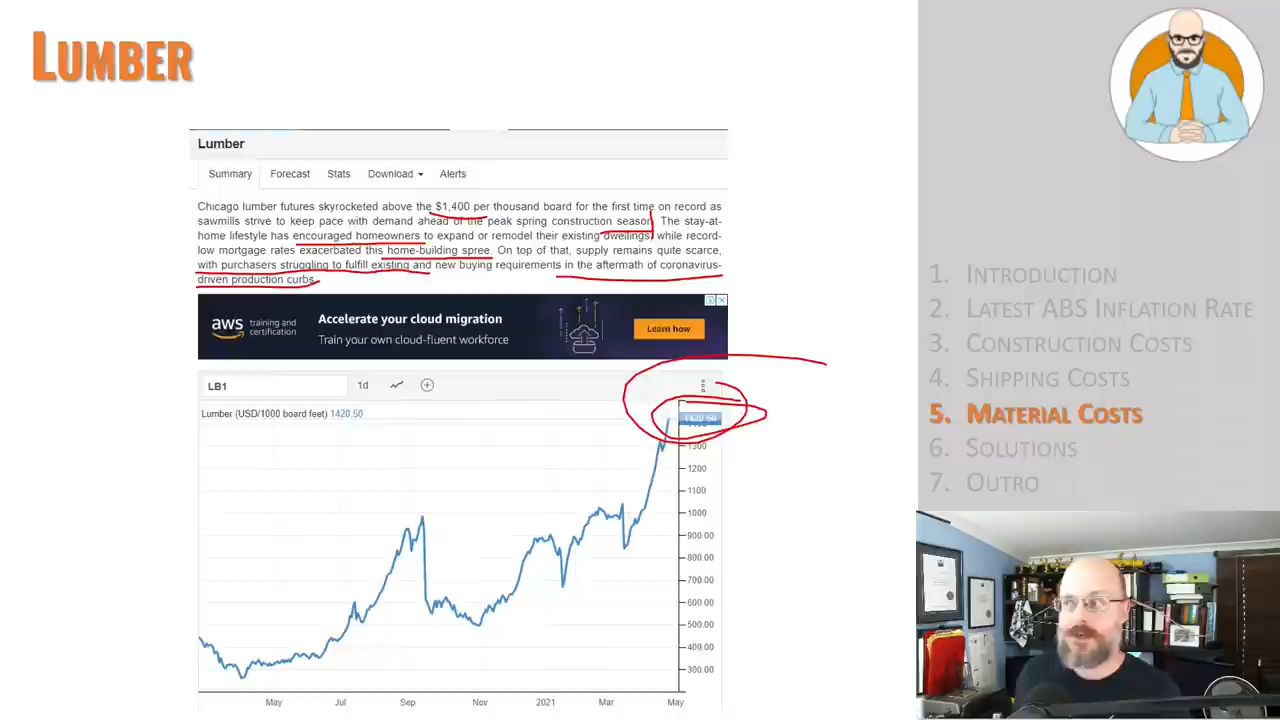 LUMBER
Lumber
Summary Forecast Stats Download Alerts
Chicago lumber futures skyrocketed above the $1,400 per thousand board for the first time on record as
sawmills strive to keep pace with demand ahead of the peak spring construction season. The stay-at-
home lifestyle has encouraged homeowners to expand or remodel their existing dwellings, while record-
low mortgage rates exacerbated this home-building spree. On top of that, supply remains quite scarce,
with purchasers struggling to fulfill existing and new buying requirements in the aftermath of coronavirus-
driven production curbs.
aws training and certification
Accelerate your cloud migration
Train your own cloud-fluent workforce
Learn how
LB1 1d
Lumber (USD/1000 board feet) 1420.50
1420.50
1300
1200
1100
1000
900.00
800.00
700.00
600.00
500.00
400.00
300.00
May Jul Sep Nov 2021 Mar May
1. INTRODUCTION
2. LATEST ABS INFLATION RATE
3. CONSTRUCTION COSTS
4. SHIPPING COSTS
5. MATERIAL COSTS
6. SOLUTIONS
7. OUTRO